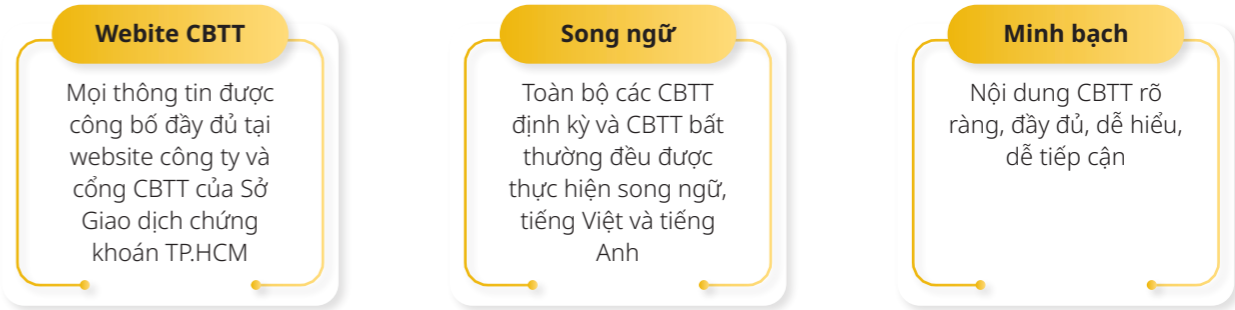 Webite CBTT
Mọi thông tin được
công bố đầy đủ tại
website công ty và
cổng CBTT của Sở
Giao dịch chứng
khoán TP.HCM
Song ngữ
Toàn bộ các CBTT
định kỳ và CBTT bất
thường đều được
thực hiện song ngữ,
tiếng Việt và tiếng
Anh
Minh bạch
Nội dung CBTT rõ
ràng, đầy đủ, dễ hiểu,
dễ tiếp cận